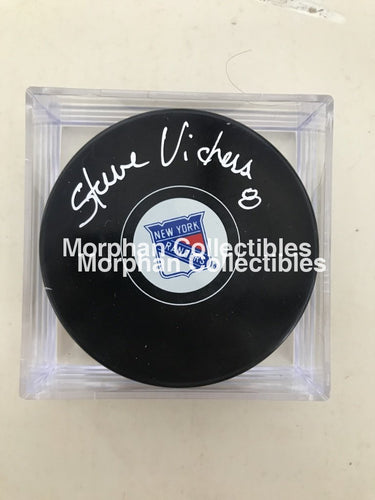 Steve Vickers 8
NEW YORK
RANGERS
Morphan Collectibles
Morphan Collectibles